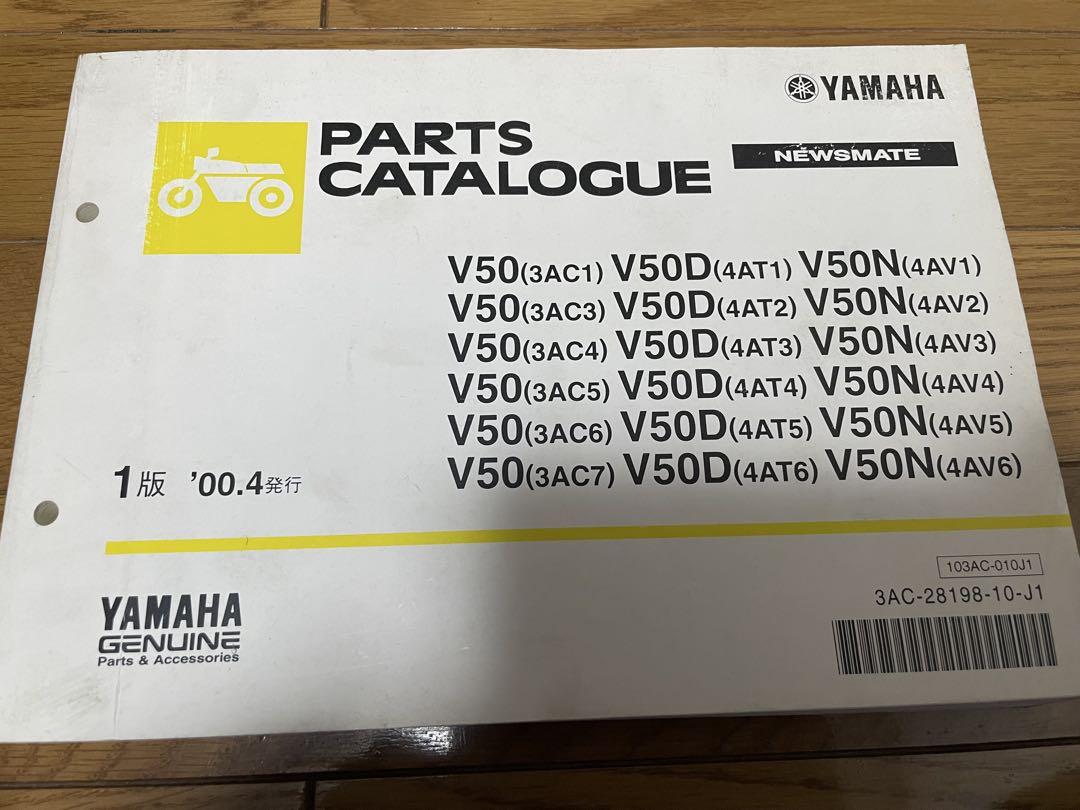 YAMAHA
PARTS
CATALOGUE
NEWSMATE
V50(3AC1) V50D(4AT1) V50N(4AV1)
V50(3AC3) V50D(4AT2) V50N(4AV2)
V50(3AC4) V50D(4AT3) V50N(4AV3)
V50(3AC5) V50D(4AT4) V50N(4AV4)
V50(3AC6) V50D(4AT5) V50N(4AV5)
V50(3AC7) V50D(4AT6) V50N(4AV6)
1版 ’00.4発行
103AC-010J1
3AC-28198-10-J1
YAMAHA
GENUINE
Parts & Accessories